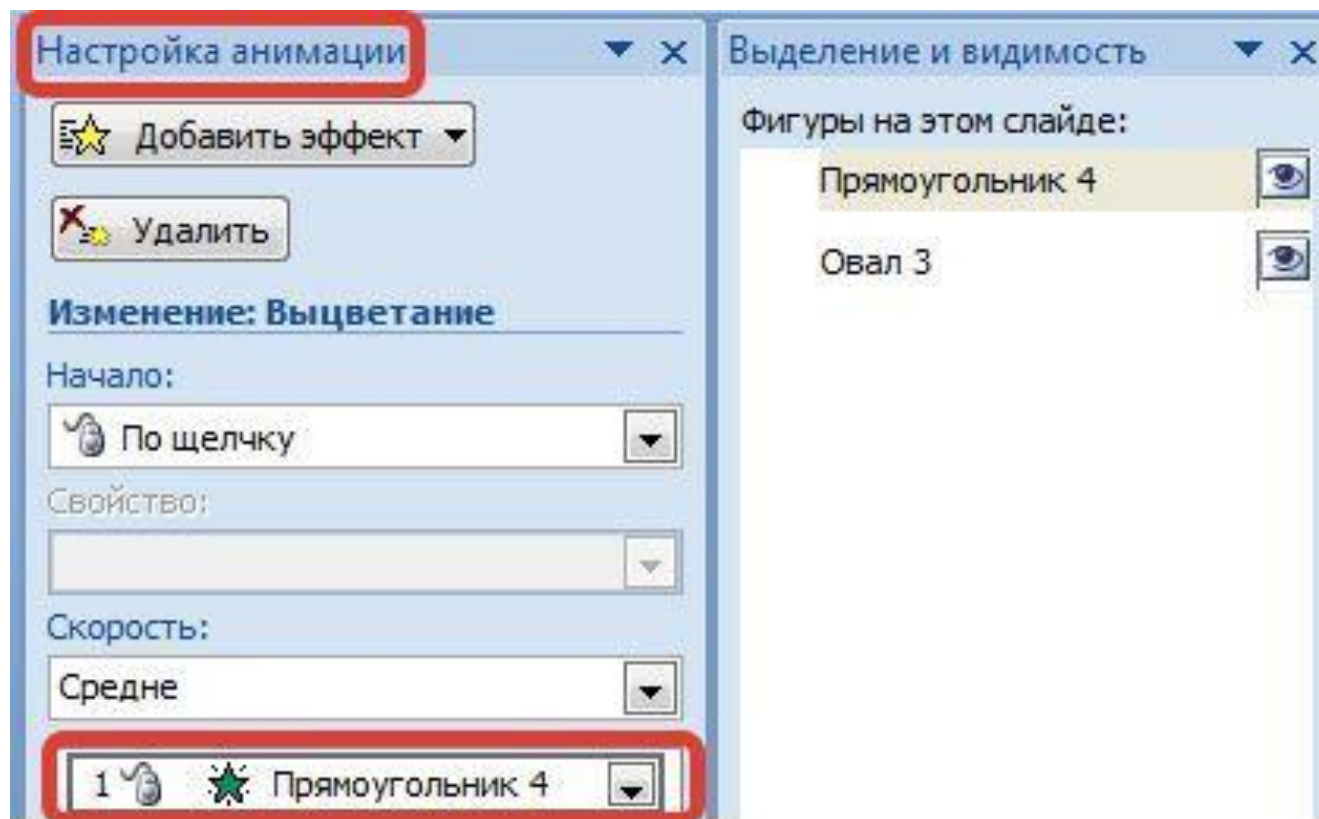 Настройка анимации
Добавить эффект
Удалить
Изменение: Выцветание
Начало:
По щелчку
Свойство:
Скорость:
Средне
1 Прямоугольник 4
Выделение и видимость
Фигуры на этом слайде:
Прямоугольник 4
Овал 3